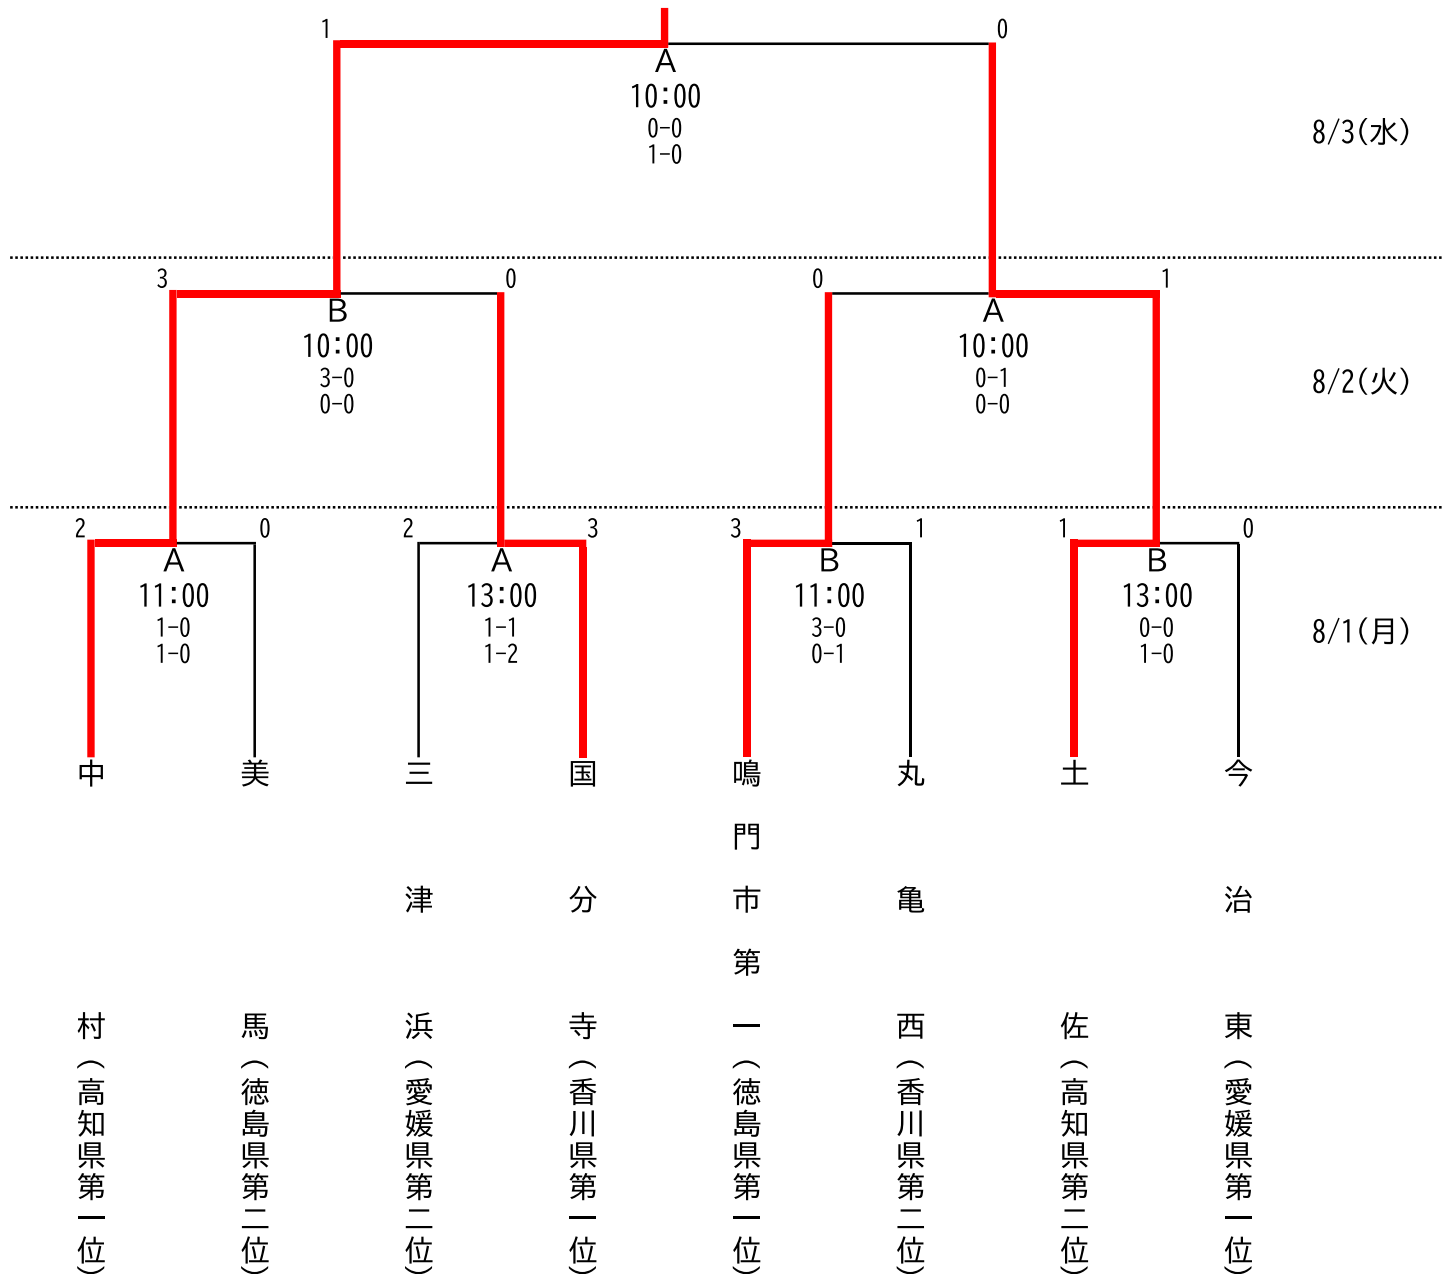 1 0
A
10:00
0-0
1-0
8/3(水)
3 0 0 1
B A
10:00 10:00
3-0 0-1
0-0 0-0
8/2(火)
2 0 2 3 3 1 1 0
A A B B
11:00 13:00 11:00 13:00
1-0 1-1 3-0 0-0
1-0 1-2 0-1 1-0
8/1(月)
中村(高知県第一位)
美馬(徳島県第二位)
三津浜(愛媛県第二位)
国分寺(香川県第一位)
鳴門市第一(徳島県第一位)
丸亀西(香川県第二位)
土佐(高知県第二位)
今治東(愛媛県第一位)